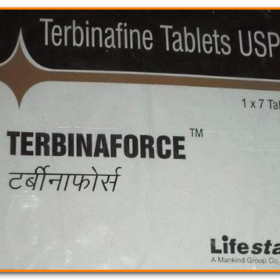 Terbinafine Tablets USP
1 x 7 Tab
TERBINAFORCE™
टर्बीनाफोर्स
Lifesta
A Mankind Group Co.